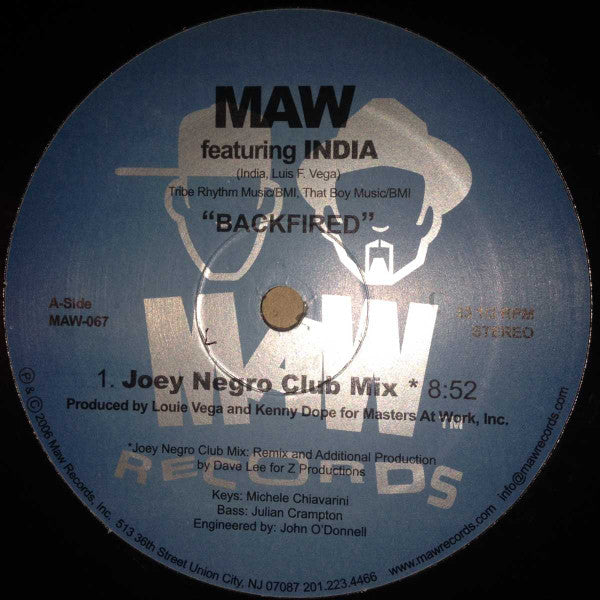 MAW
featuring INDIA
(India, Luis F. Vega)
Tribe Rhythm Music/BMI, That Boy Music/BMI
“BACKFIRED”
A-Side
MAW-067
33 1/3 RPM
STEREO
MAW
1. Joey Negro Club Mix * 8:52
Produced by Louie Vega and Kenny Dope for Masters At Work, Inc.
TM
RECORDS
*Joey Negro Club Mix: Remix and Additional Production
by Dave Lee for Z Productions
Keys: Michele Chiavarini
Bass: Julian Crampton
Engineered by: John O'Donnell
℗ & © 2006 Maw Records, Inc. 513 36th Street Union City, NJ 07087 201.223.4466 www.mawrecords.com info@mawrecords.com